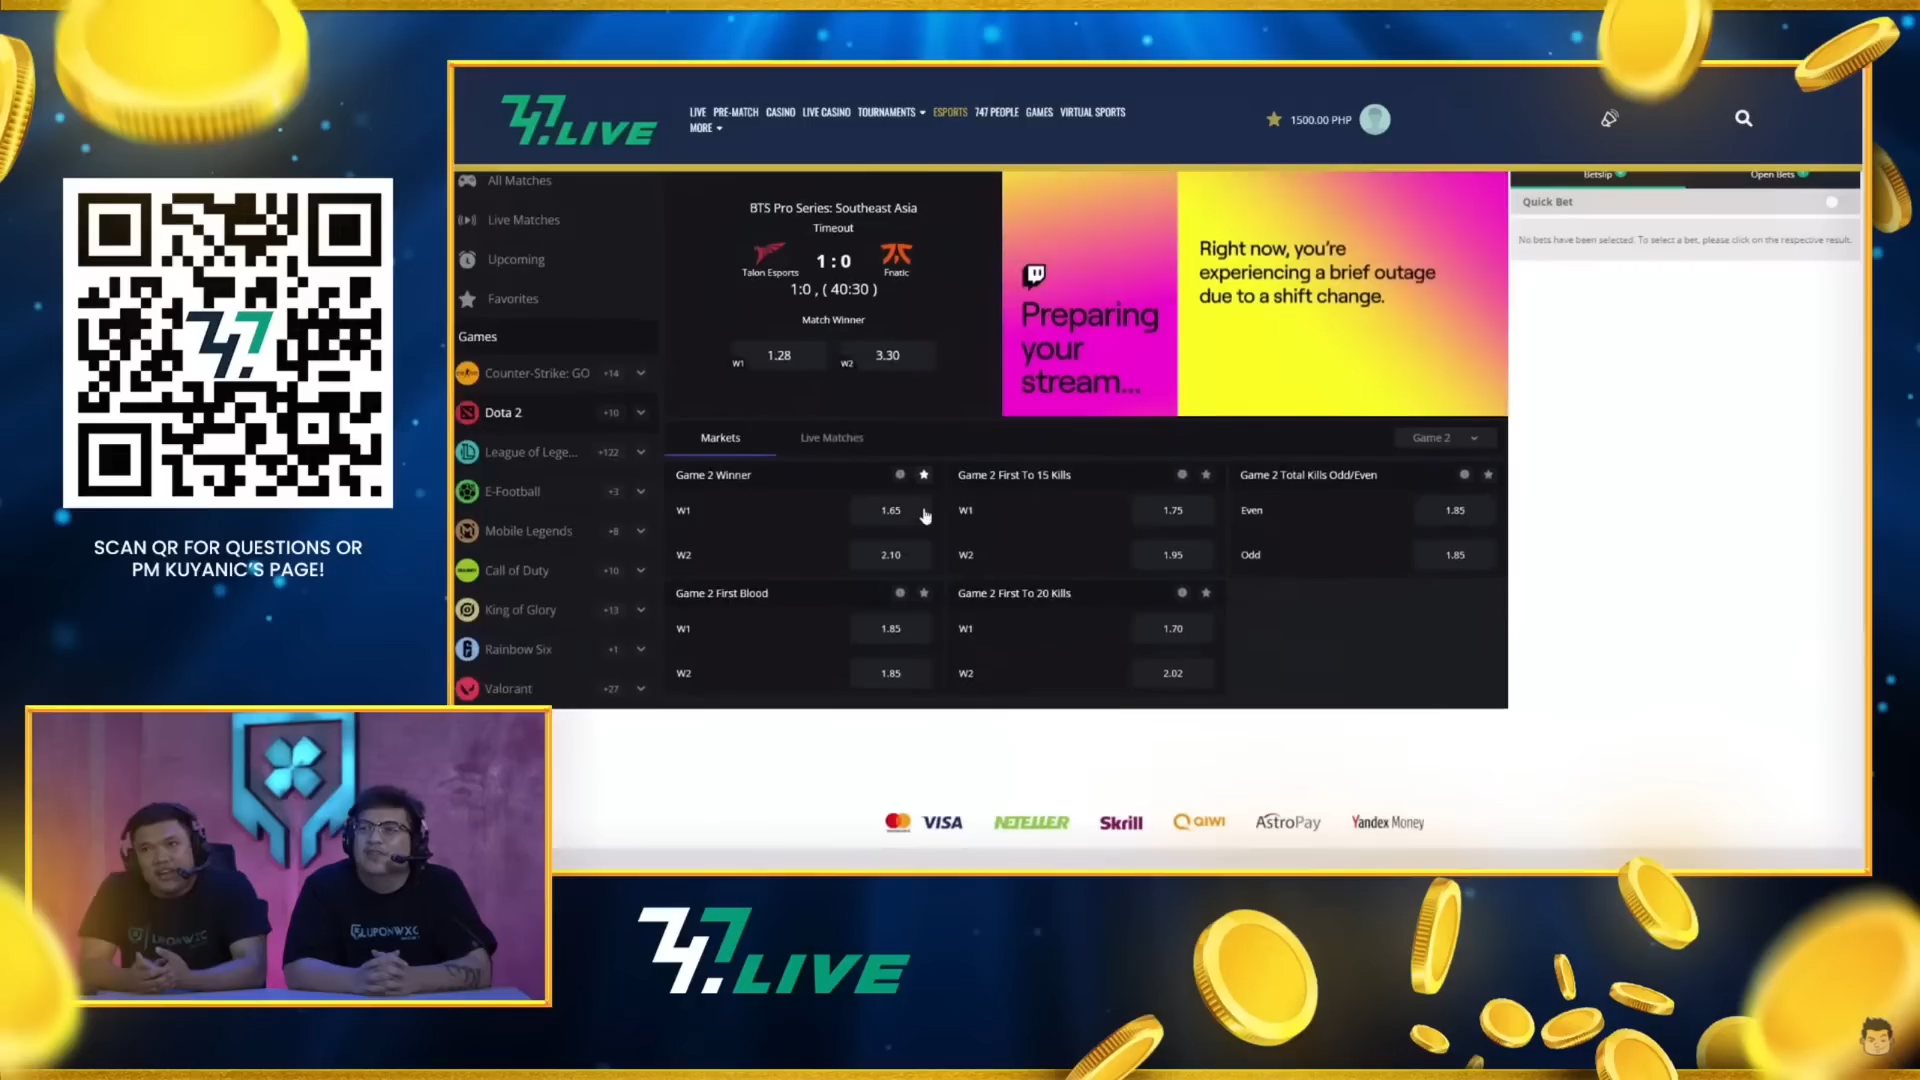 747.LIVE
LIVE PRE-MATCH CASINO LIVE CASINO TOURNAMENTS ESPORTS 747 PEOPLE GAMES VIRTUAL SPORTS
MORE
1500.00 PHP
All Matches
Live Matches
Upcoming
Favorites
Games
Counter-Strike: GO +14
Dota 2 +10
League of Lege... +122
E-Football +3
Mobile Legends +8
Call of Duty +10
King of Glory +13
Rainbow Six +1
Valorant +27
BTS Pro Series: Southeast Asia
Timeout
Talon Esports 1 : 0 Fnatic
1:0 , ( 40:30 )
Match Winner
W1 1.28 W2 3.30
Preparing
your
stream...
Right now, you're
experiencing a brief outage
due to a shift change.
Betslip Open Bets
Quick Bet
No bets have been selected. To select a bet, please click on the respective result.
Markets Live Matches Game 2
Game 2 Winner
W1 1.65
W2 2.10
Game 2 First To 15 Kills
W1 1.75
W2 1.95
Game 2 Total Kills Odd/Even
Even 1.85
Odd 1.85
Game 2 First Blood
W1 1.85
W2 1.85
Game 2 First To 20 Kills
W1 1.70
W2 2.02
VISA NETELLER Skrill QIWI AstroPay Yandex Money
747
SCAN QR FOR QUESTIONS OR
PM KUYANIC'S PAGE!
LUPONWXC
LUPONWXC
747.LIVE